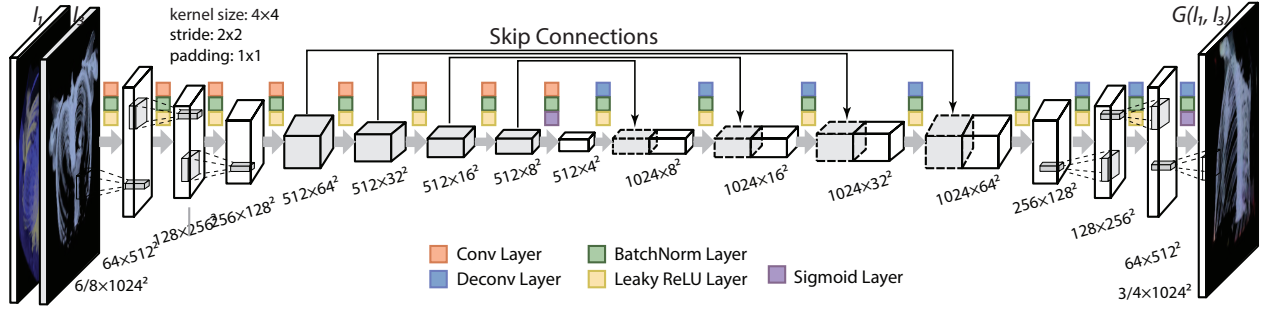 I₁
I₃
kernel size: 4×4
stride: 2x2
padding: 1x1
Skip Connections
G(I₁, I₃)
6/8×1024²
64×512²
128×256²
256×128²
512×64²
512×32²
512×16²
512×8²
512×4²
1024×8²
1024×16²
1024×32²
1024×64²
256×128²
128×256²
64×512²
3/4×1024²
Conv Layer
BatchNorm Layer
Deconv Layer
Leaky ReLU Layer
Sigmoid Layer